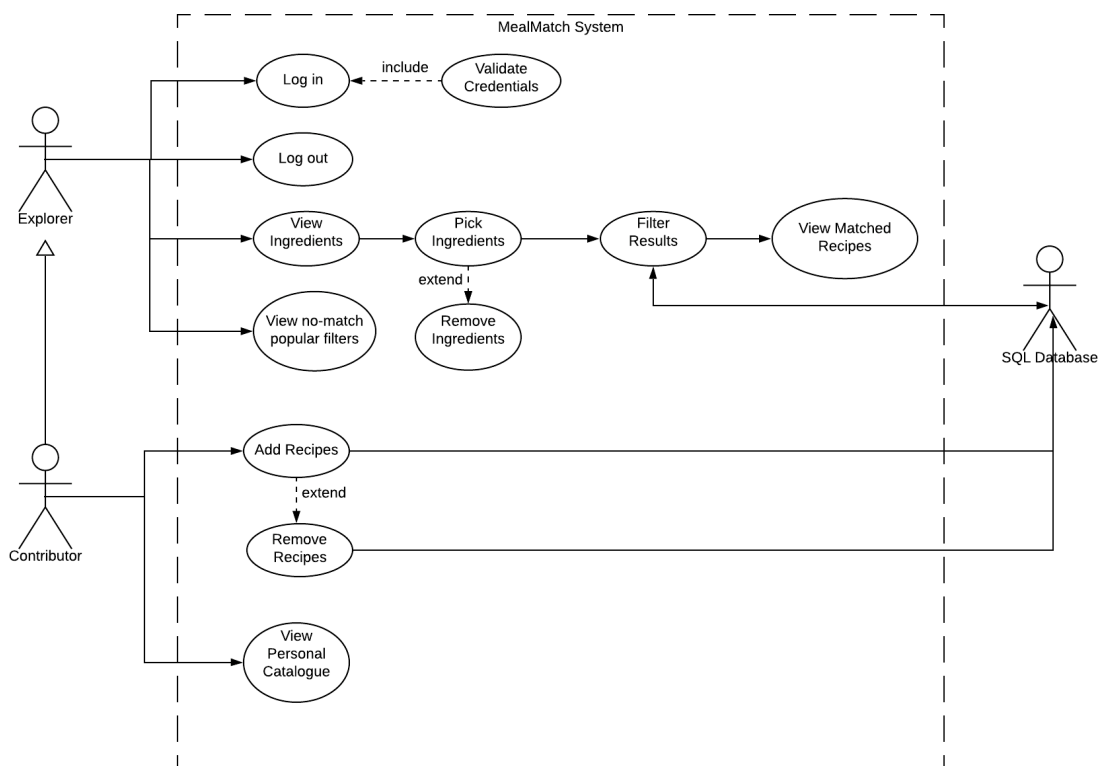 MealMatch System
Log in
include
Validate
Credentials
Log out
Explorer
View
Ingredients
Pick
Ingredients
Filter
Results
View Matched
Recipes
extend
View no-match
popular filters
Remove
Ingredients
SQL Database
Add Recipes
extend
Remove
Recipes
Contributor
View
Personal
Catalogue